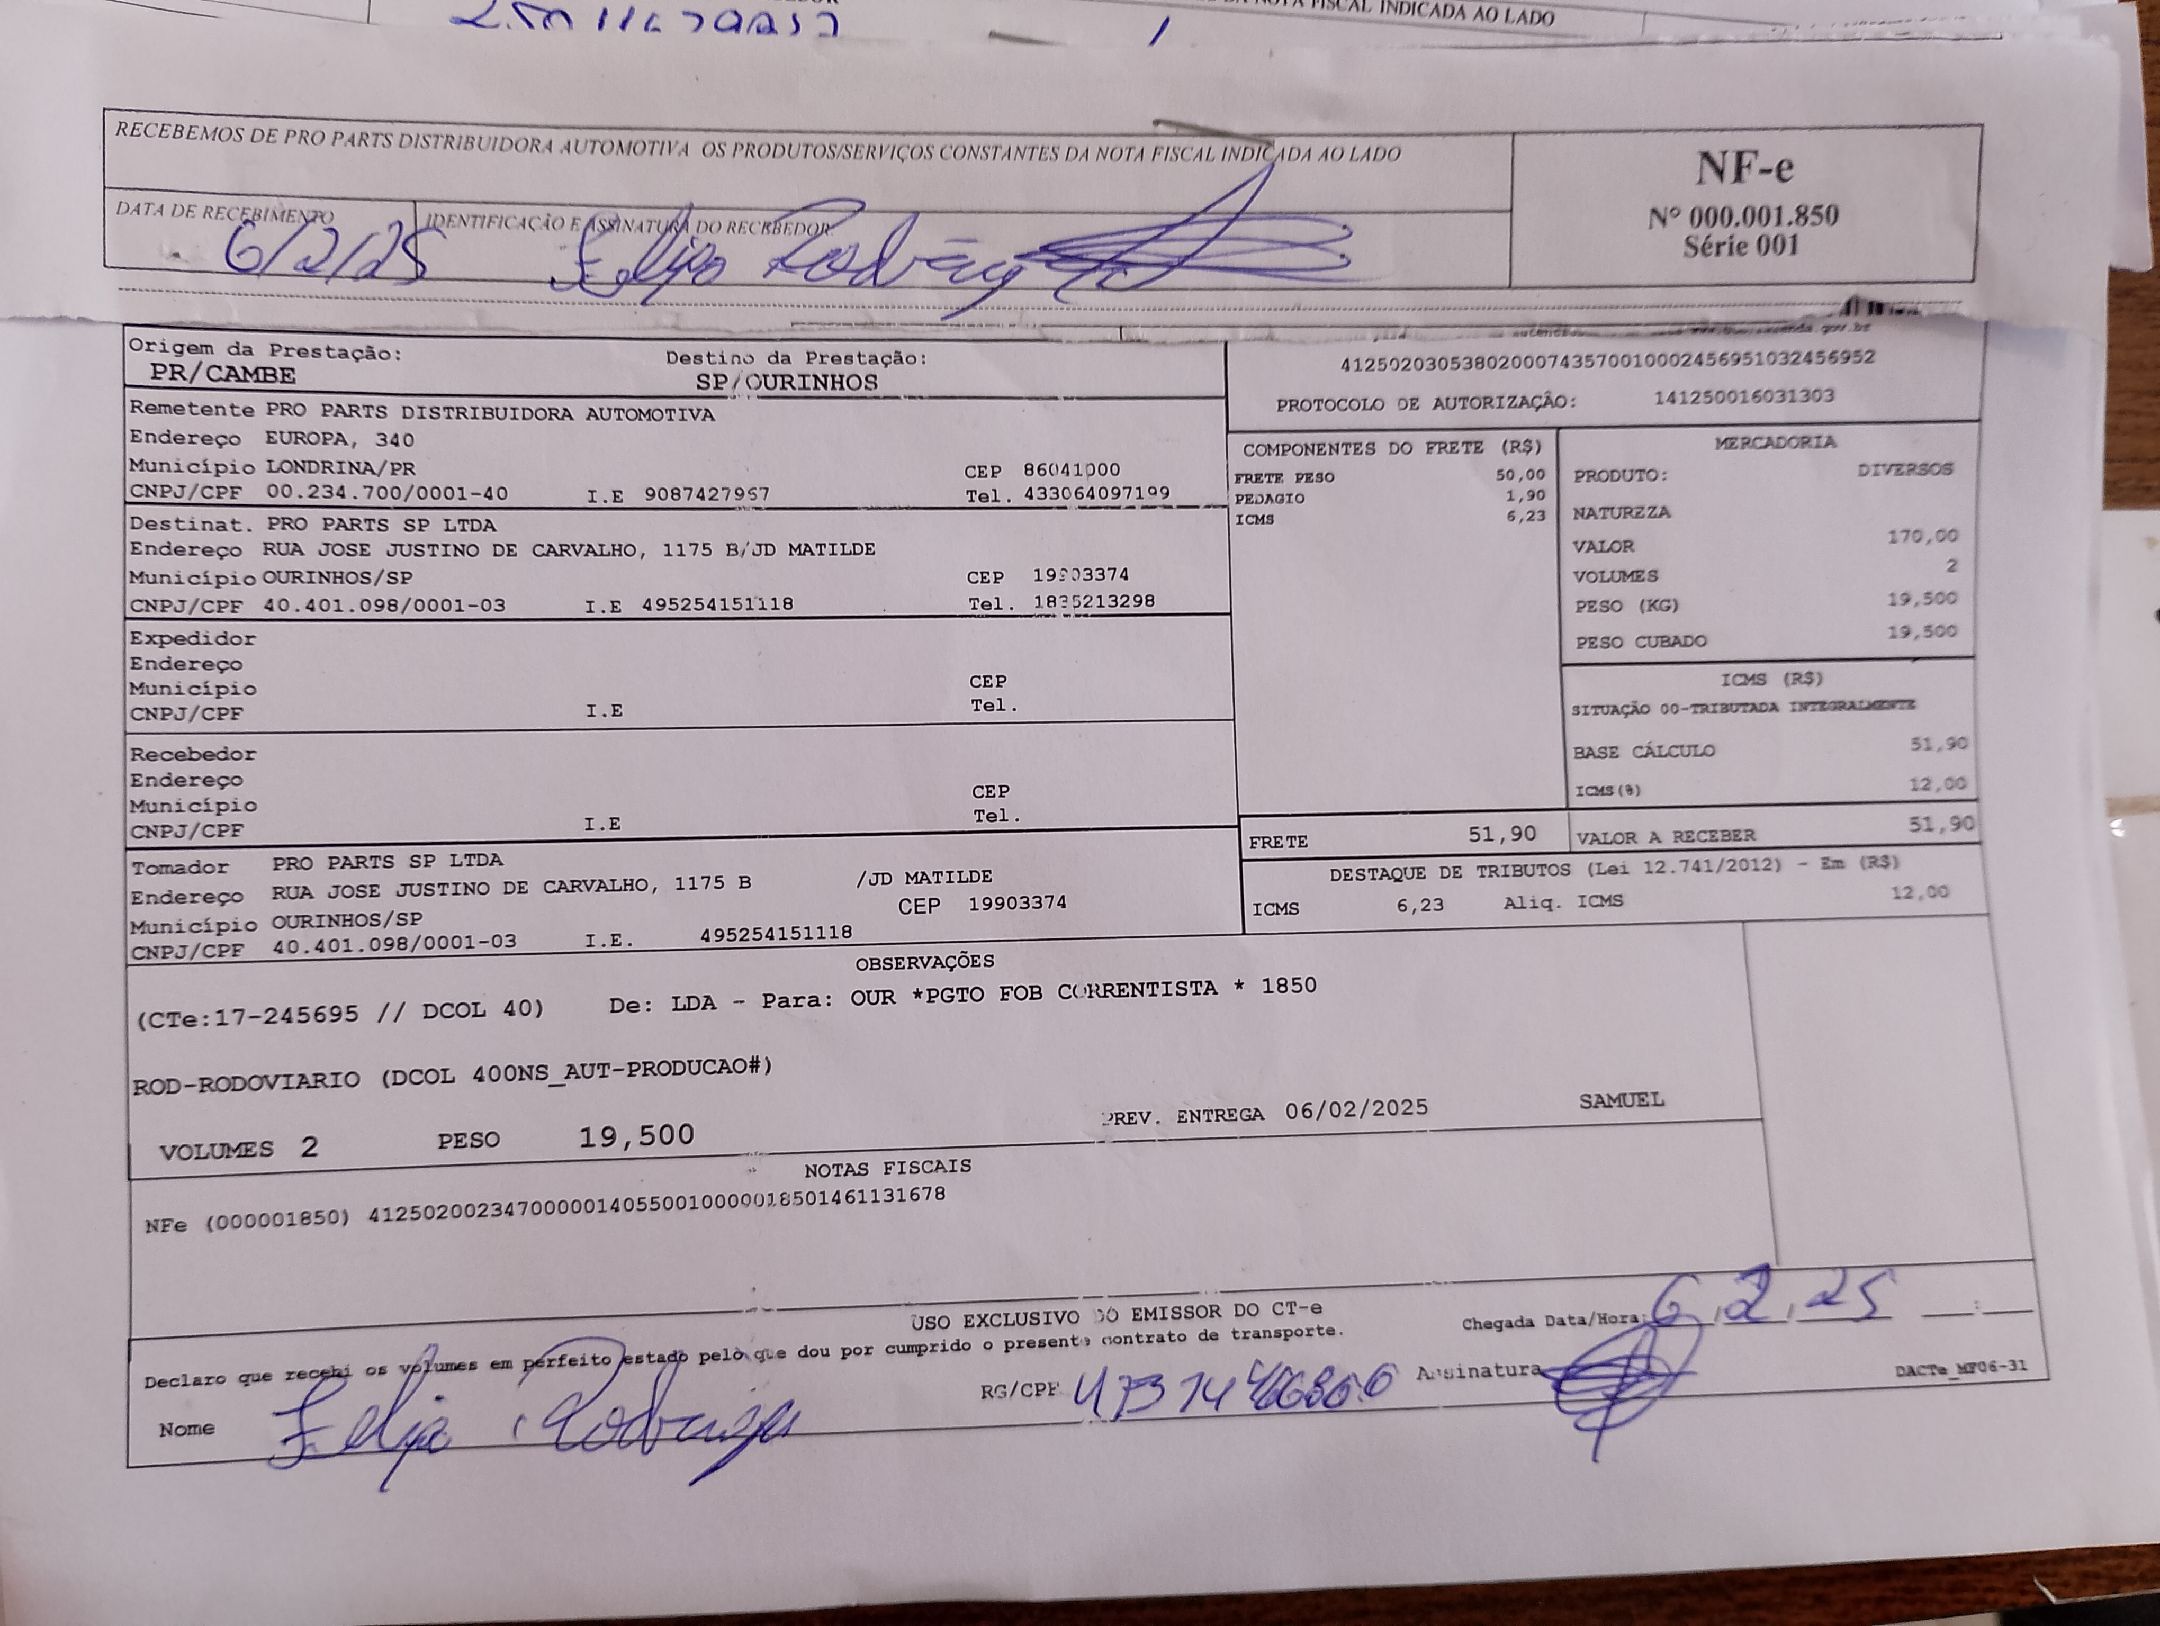 NOTA FISCAL INDICADA AO LADO
RECEBEMOS DE PRO PARTS DISTRIBUIDORA AUTOMOTIVA OS PRODUTOS/SERVIÇOS CONSTANTES DA NOTA FISCAL INDICADA AO LADO
NF-e
Nº 000.001.850
Série 001
DATA DE RECEBIMENTO
IDENTIFICAÇÃO E ASSINATURA DO RECEBEDOR
6/2/25 Felipe Rodrigues
Origem da Prestação: Destino da Prestação:
PR/CAMBE SP/OURINHOS
41250203053802000743570010002456951032456952
PROTOCOLO DE AUTORIZAÇÃO: 141250016031303
Remetente PRO PARTS DISTRIBUIDORA AUTOMOTIVA
Endereço EUROPA, 340
Município LONDRINA/PR CEP 86041000
CNPJ/CPF 00.234.700/0001-40 I.E 9087427967 Tel. 433064097199
Destinat. PRO PARTS SP LTDA
Endereço RUA JOSE JUSTINO DE CARVALHO, 1175 B/JD MATILDE
Município OURINHOS/SP CEP 19903374
CNPJ/CPF 40.401.098/0001-03 I.E 495254151118 Tel. 1835213298
Expedidor
Endereço
Município CEP
CNPJ/CPF I.E Tel.
Recebedor
Endereço
Município CEP
CNPJ/CPF I.E Tel.
Tomador PRO PARTS SP LTDA
Endereço RUA JOSE JUSTINO DE CARVALHO, 1175 B /JD MATILDE
Município OURINHOS/SP CEP 19903374
CNPJ/CPF 40.401.098/0001-03 I.E. 495254151118
COMPONENTES DO FRETE (R$)
FRETE PESO 50,00
PEDAGIO 1,90
ICMS 6,23
MERCADORIA
PRODUTO: DIVERSOS
NATUREZA
VALOR 170,00
VOLUMES 2
PESO (KG) 19,500
PESO CUBADO 19,500
ICMS (R$)
SITUAÇÃO 00-TRIBUTADA INTEGRALMENTE
BASE CÁLCULO 51,90
ICMS(%) 12,00
FRETE 51,90 VALOR A RECEBER 51,90
DESTAQUE DE TRIBUTOS (Lei 12.741/2012) - Em (R$)
ICMS 6,23 Aliq. ICMS 12,00
OBSERVAÇÕES
(CTe:17-245695 // DCOL 40) De: LDA - Para: OUR *PGTO FOB CORRENTISTA * 1850
ROD-RODOVIARIO (DCOL 400NS_AUT-PRODUCAO#)
VOLUMES 2 PESO 19,500 PREV. ENTREGA 06/02/2025 SAMUEL
NOTAS FISCAIS
NFe (000001850) 41250200234700000140550010000018501461131678
USO EXCLUSIVO DO EMISSOR DO CT-e
Chegada Data/Hora: 6/2/25 __:__
Declaro que recebi os volumes em perfeito estado pelo que dou por cumprido o presente contrato de transporte.
Nome Felipe Rodrigues RG/CPF Assinatura DACTe_MF06-31